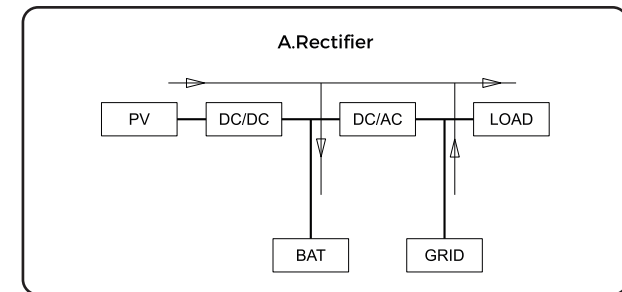 A.Rectifier
PV
DC/DC
DC/AC
LOAD
BAT
GRID